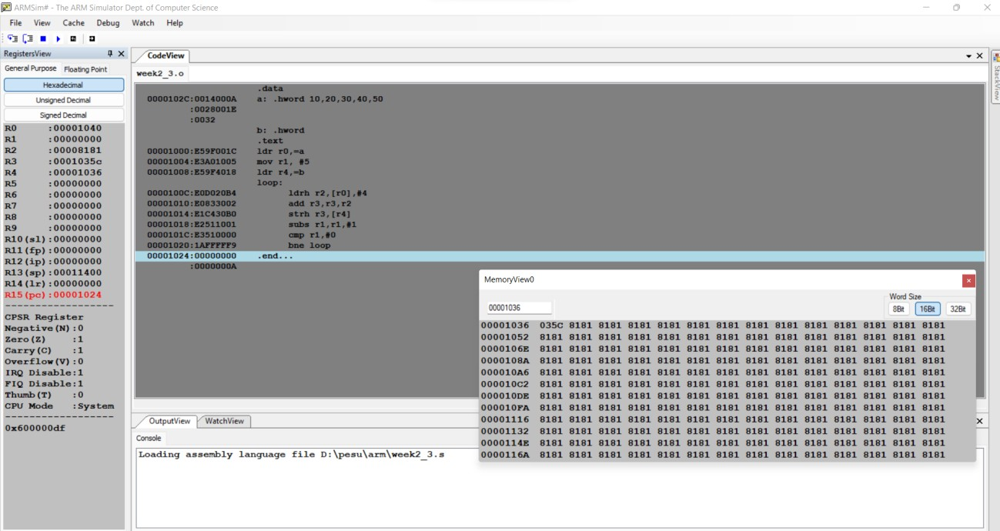 ARMSim# - The ARM Simulator Dept. of Computer Science
File View Cache Debug Watch Help
RegistersView
General Purpose Floating Point
Hexadecimal
Unsigned Decimal
Signed Decimal
R0 :00001040
R1 :00000000
R2 :00008181
R3 :0001035c
R4 :00001036
R5 :00000000
R6 :00000000
R7 :00000000
R8 :00000000
R9 :00000000
R10(sl):00000000
R11(fp):00000000
R12(ip):00000000
R13(sp):00011400
R14(lr):00000000
R15(pc):00001024
------------------
CPSR Register
Negative(N):0
Zero(Z) :1
Carry(C) :1
Overflow(V):0
IRQ Disable:1
FIQ Disable:1
Thumb(T) :0
CPU Mode :System
------------------
0x600000df
CodeView
week2_3.o
.data
0000102C:0014000A a: .hword 10,20,30,40,50
:0028001E
:0032
b: .hword
.text
00001000:E59F001C ldr r0,=a
00001004:E3A01005 mov r1, #5
00001008:E59F4018 ldr r4,=b
loop:
0000100C:E0D020B4 ldrh r2,[r0],#4
00001010:E0833002 add r3,r3,r2
00001014:E1C430B0 strh r3,[r4]
00001018:E2511001 subs r1,r1,#1
0000101C:E3510000 cmp r1,#0
00001020:1AFFFFF9 bne loop
00001024:00000000 .end...
:0000000A
StackView
MemoryView0
00001036
Word Size
8Bit 16Bit 32Bit
00001036 035C 8181 8181 8181 8181 8181 8181 8181 8181 8181 8181 8181 8181 8181
00001052 8181 8181 8181 8181 8181 8181 8181 8181 8181 8181 8181 8181 8181 8181
0000106E 8181 8181 8181 8181 8181 8181 8181 8181 8181 8181 8181 8181 8181 8181
0000108A 8181 8181 8181 8181 8181 8181 8181 8181 8181 8181 8181 8181 8181 8181
000010A6 8181 8181 8181 8181 8181 8181 8181 8181 8181 8181 8181 8181 8181 8181
000010C2 8181 8181 8181 8181 8181 8181 8181 8181 8181 8181 8181 8181 8181 8181
000010DE 8181 8181 8181 8181 8181 8181 8181 8181 8181 8181 8181 8181 8181 8181
000010FA 8181 8181 8181 8181 8181 8181 8181 8181 8181 8181 8181 8181 8181 8181
00001116 8181 8181 8181 8181 8181 8181 8181 8181 8181 8181 8181 8181 8181 8181
00001132 8181 8181 8181 8181 8181 8181 8181 8181 8181 8181 8181 8181 8181 8181
0000114E 8181 8181 8181 8181 8181 8181 8181 8181 8181 8181 8181 8181 8181 8181
0000116A 8181 8181 8181 8181 8181 8181 8181 8181 8181 8181 8181 8181 8181 8181
OutputView WatchView
Console
Loading assembly language file D:\pesu\arm\week2_3.s